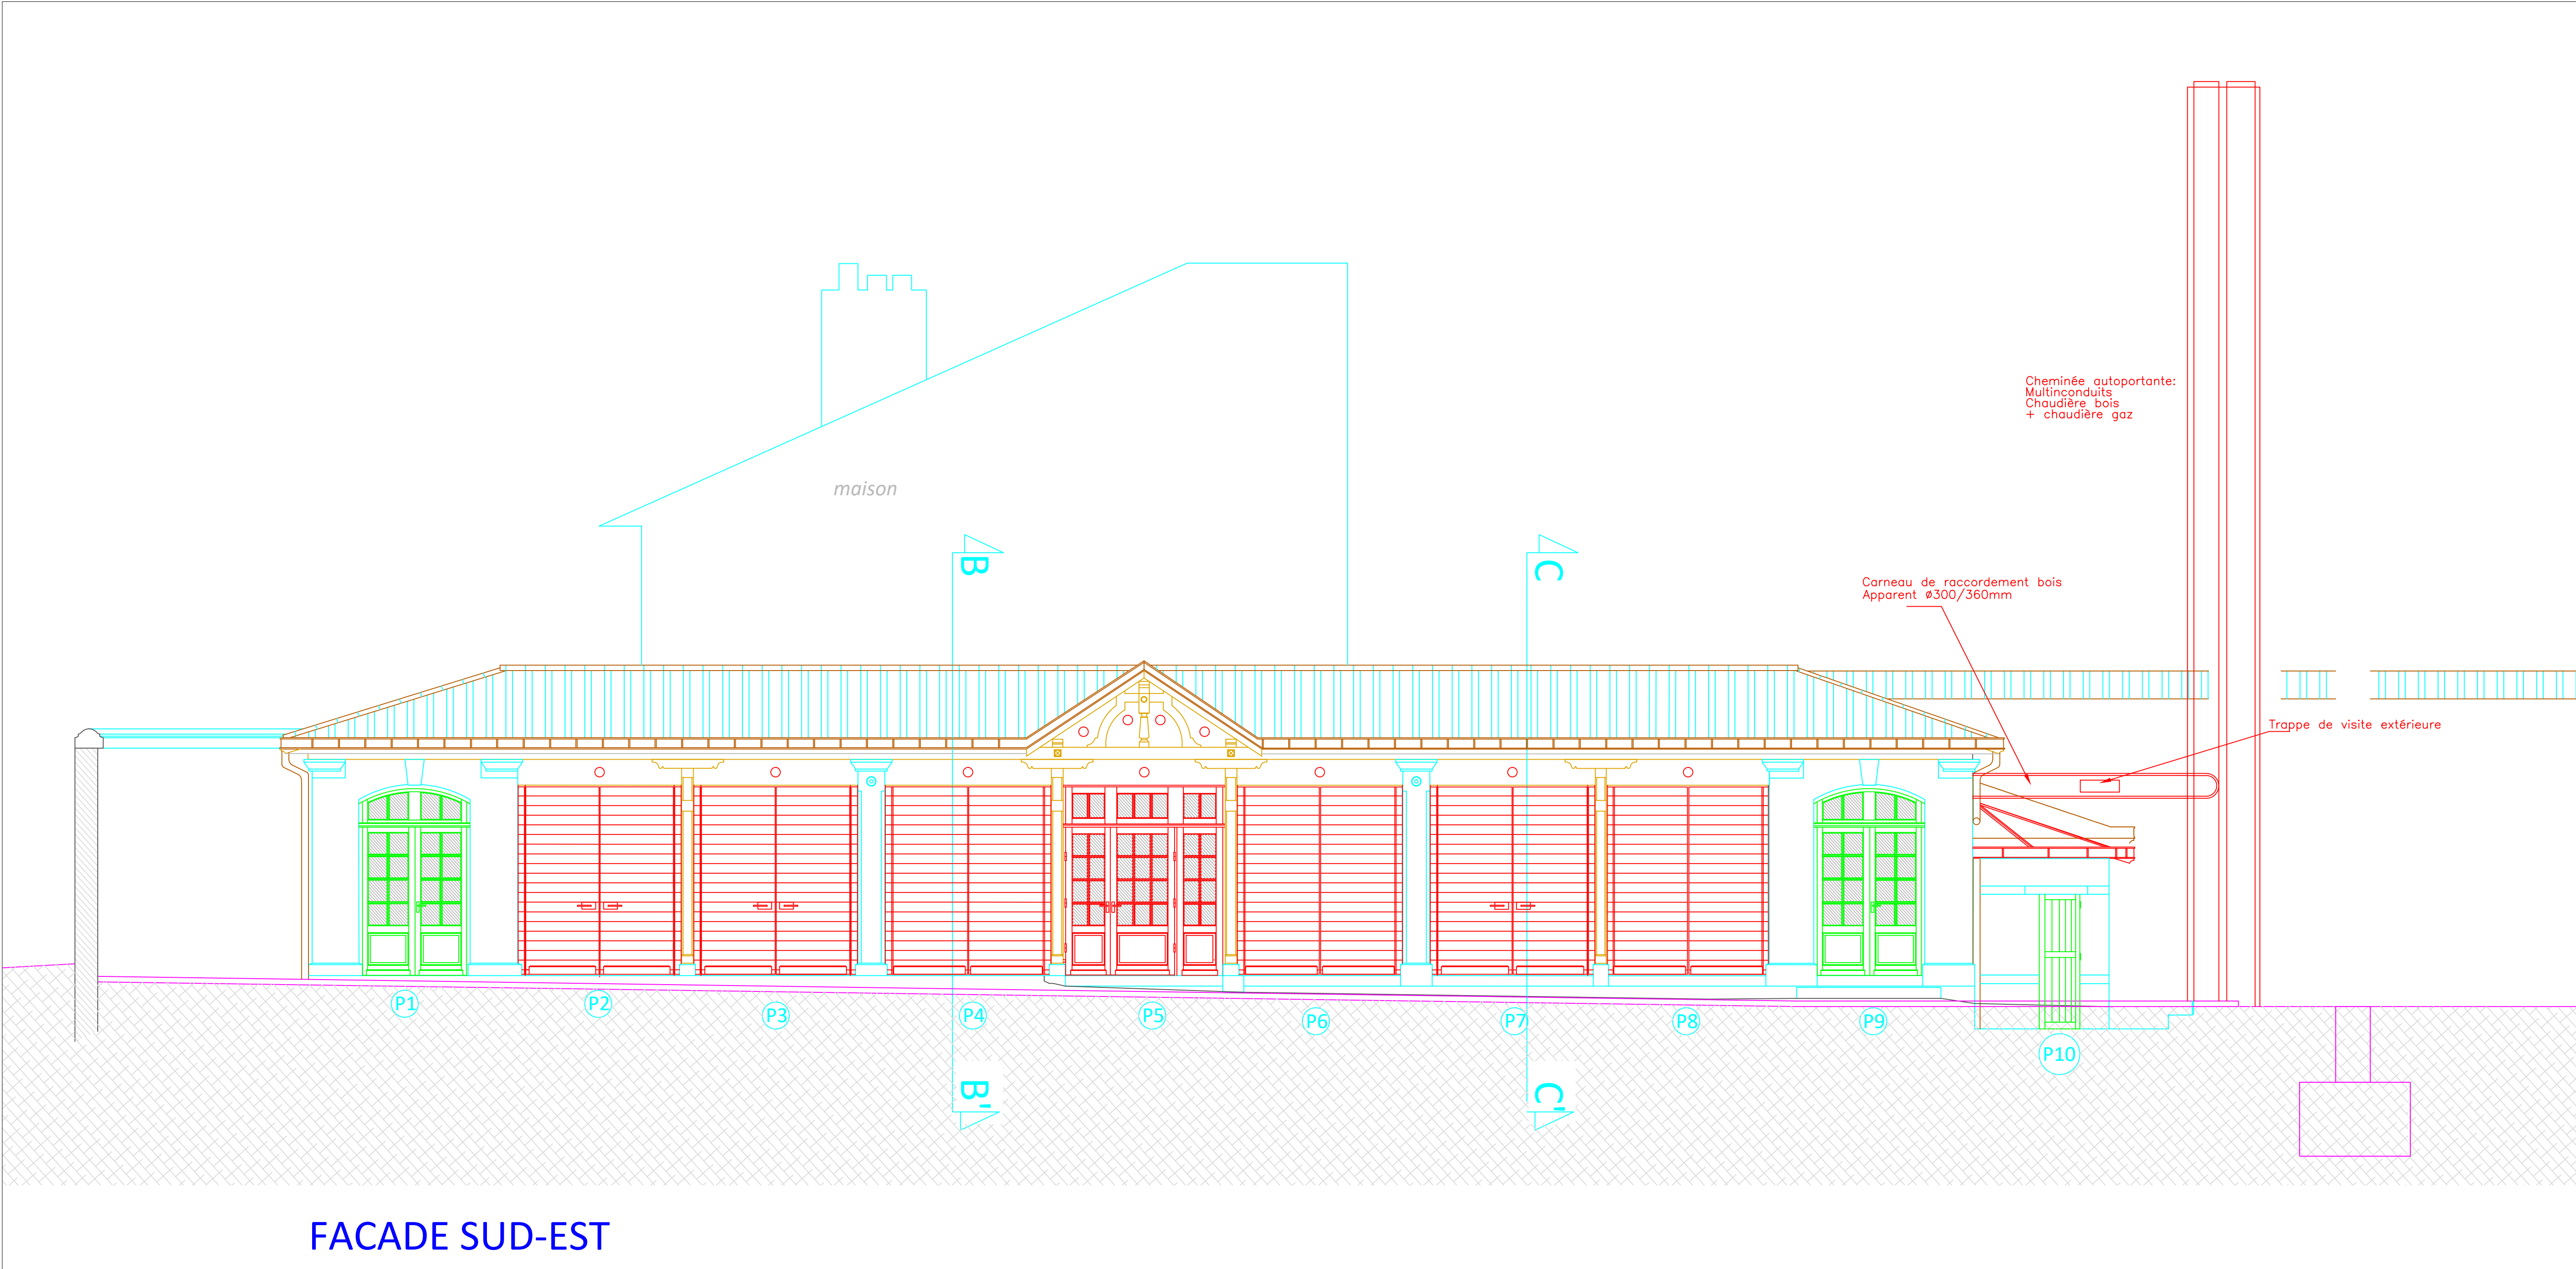 Cheminée autoportante:
Multinconduits
Chaudière bois
+ chaudière gaz
maison
B
C
Carneau de raccordement bois
Apparent ø300/360mm
Trappe de visite extérieure
P1
P2
P3
P4
P5
P6
P7
P8
P9
P10
B'
C'
FACADE SUD-EST